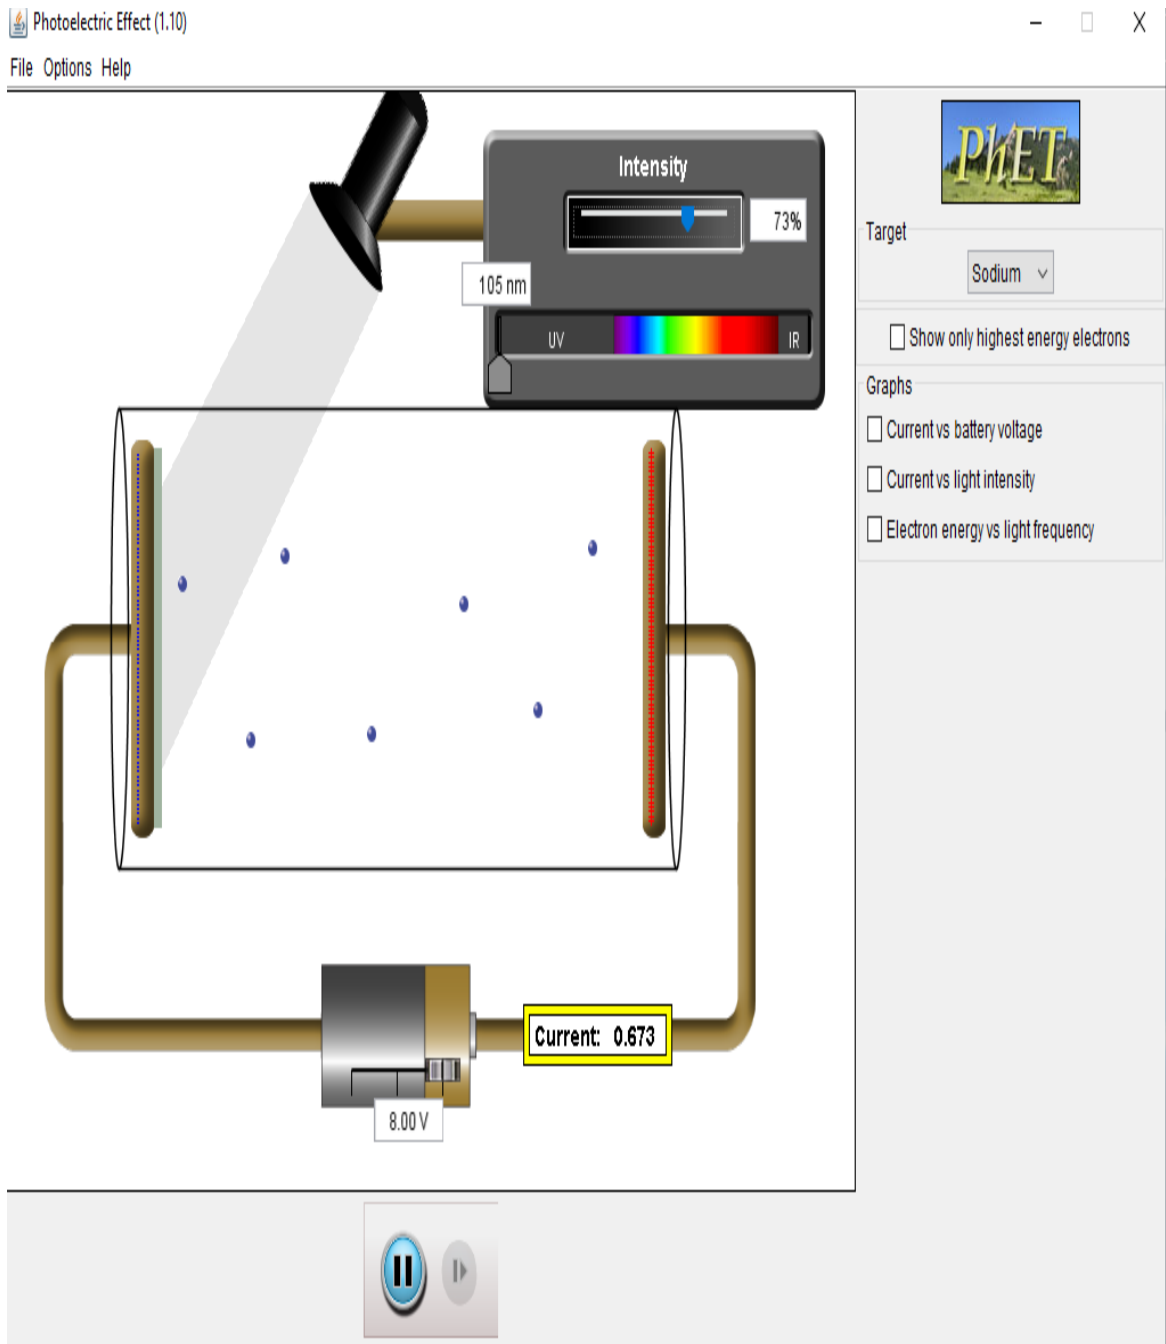 Photoelectric Effect (1.10)
File Options Help
Intensity
73%
105 nm
UV
IR
Current: 0.673
8.00 V
PhET
Target
Sodium
Show only highest energy electrons
Graphs
Current vs battery voltage
Current vs light intensity
Electron energy vs light frequency